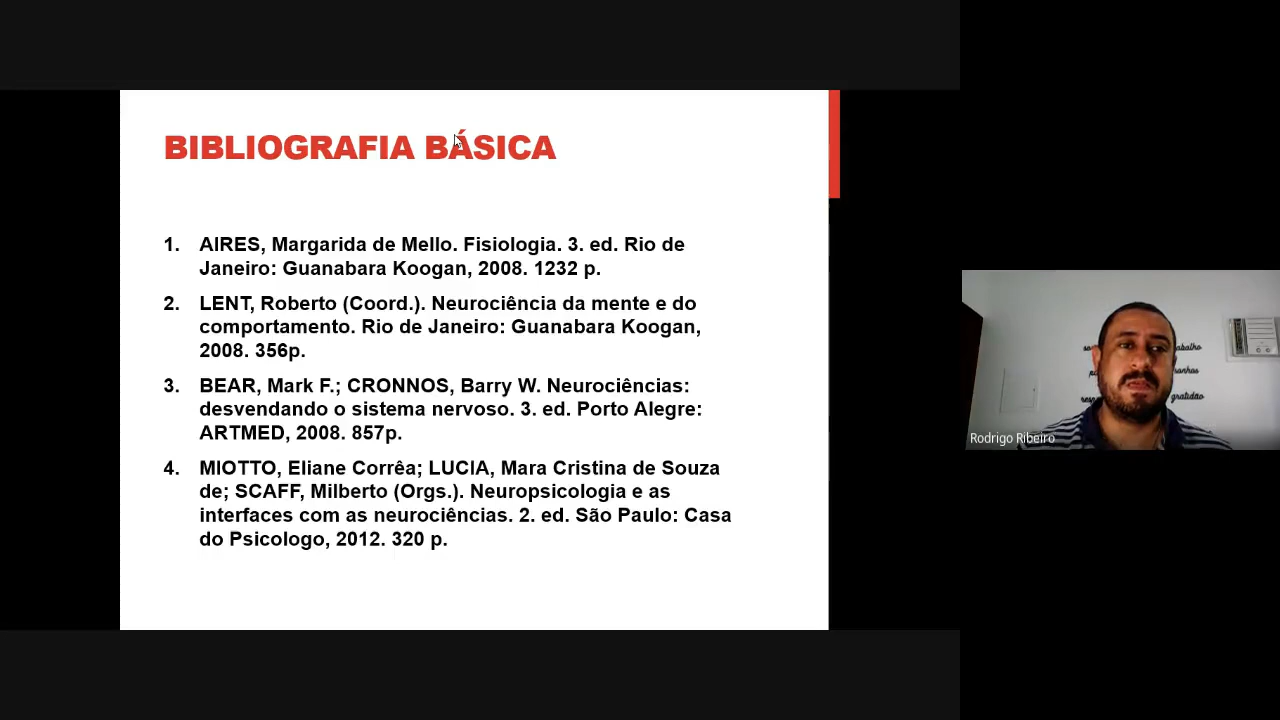 BIBLIOGRAFIA BÁSICA
1. AIRES, Margarida de Mello. Fisiologia. 3. ed. Rio de
Janeiro: Guanabara Koogan, 2008. 1232 p.
2. LENT, Roberto (Coord.). Neurociência da mente e do
comportamento. Rio de Janeiro: Guanabara Koogan,
2008. 356p.
3. BEAR, Mark F.; CRONNOS, Barry W. Neurociências:
desvendando o sistema nervoso. 3. ed. Porto Alegre:
ARTMED, 2008. 857p.
4. MIOTTO, Eliane Corrêa; LUCIA, Mara Cristina de Souza
de; SCAFF, Milberto (Orgs.). Neuropsicologia e as
interfaces com as neurociências. 2. ed. São Paulo: Casa
do Psicologo, 2012. 320 p.
gratidão
Rodrigo Ribeiro